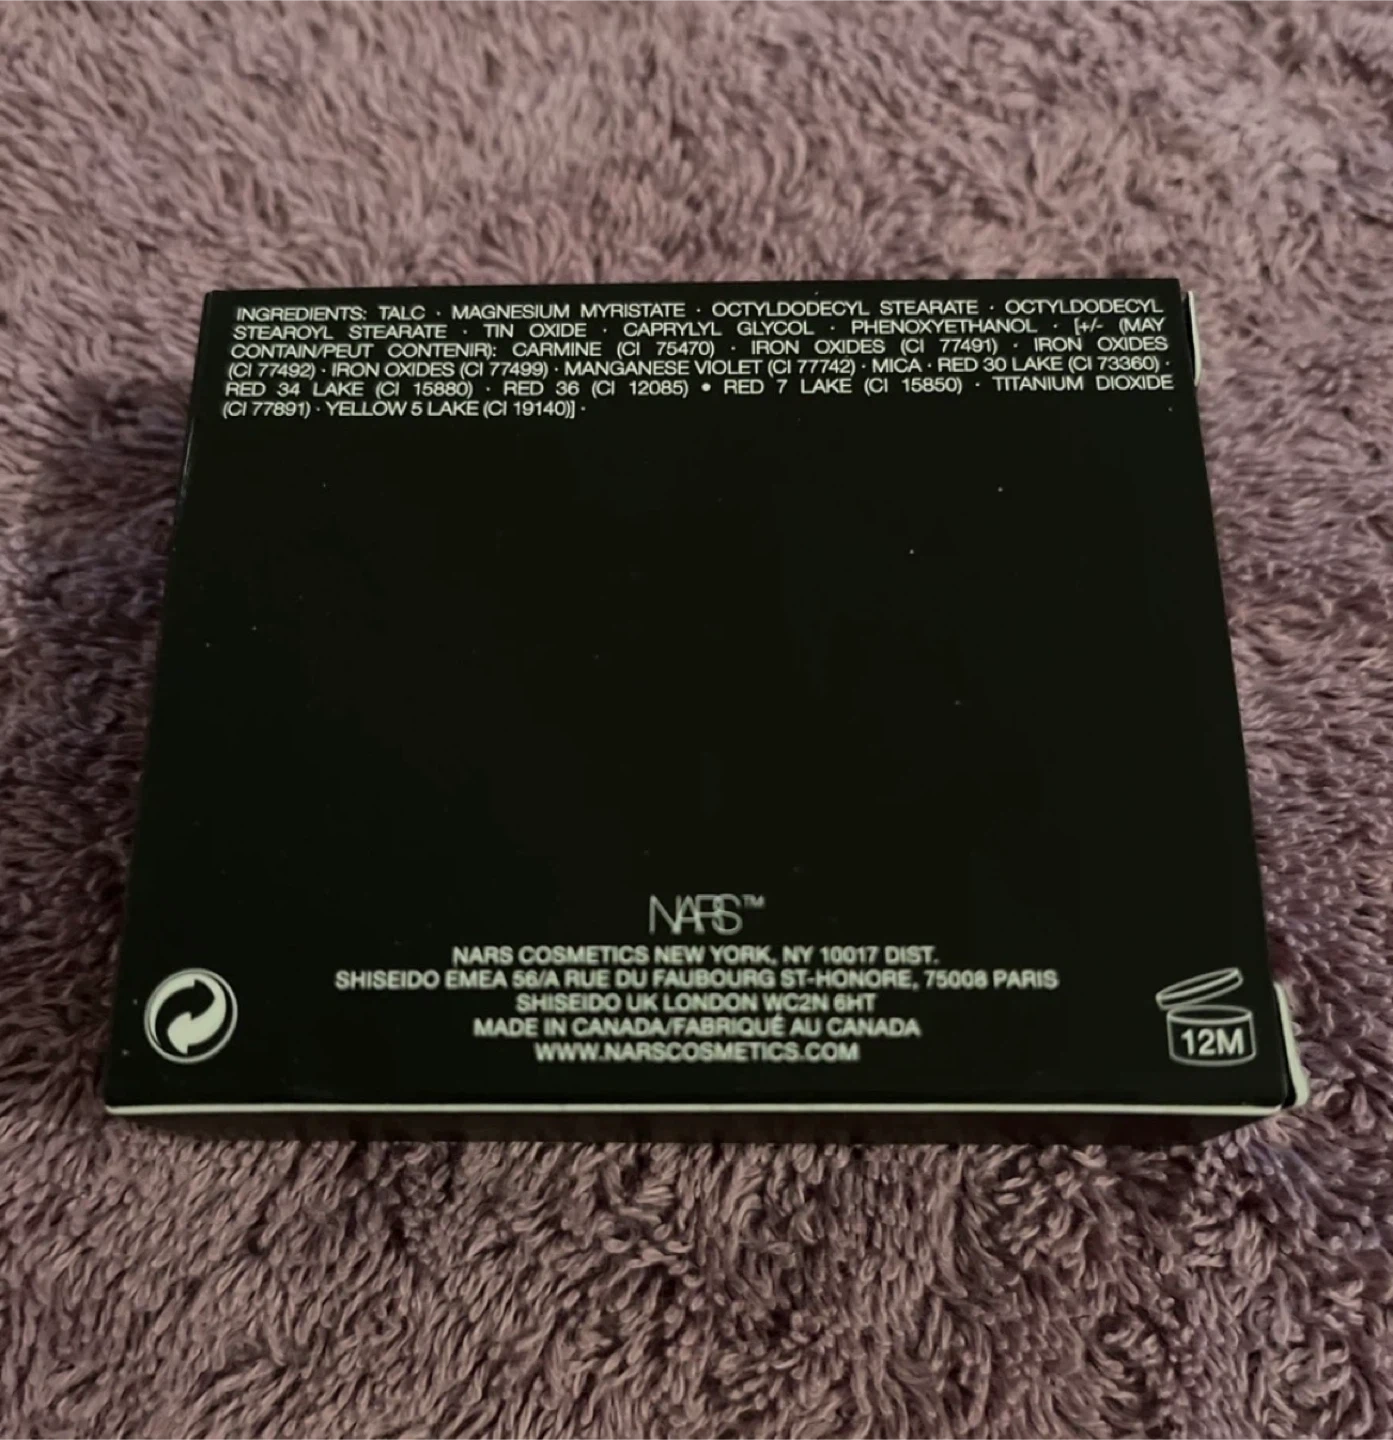 INGREDIENTS: TALC · MAGNESIUM MYRISTATE · OCTYLDODECYL STEARATE · OCTYLDODECYL
STEAROYL STEARATE · TIN OXIDE · CAPRYLYL GLYCOL · PHENOXYETHANOL · [+/- (MAY
CONTAIN/PEUT CONTENIR): CARMINE (CI 75470) · IRON OXIDES (CI 77491) · IRON OXIDES
(CI 77492) · IRON OXIDES (CI 77499) · MANGANESE VIOLET (CI 77742) · MICA · RED 30 LAKE (CI 73360) ·
RED 34 LAKE (CI 15880) · RED 36 (CI 12085) • RED 7 LAKE (CI 15850) · TITANIUM DIOXIDE
(CI 77891) · YELLOW 5 LAKE (CI 19140)] ·
NARS™
NARS COSMETICS NEW YORK, NY 10017 DIST.
SHISEIDO EMEA 56/A RUE DU FAUBOURG ST-HONORE, 75008 PARIS
SHISEIDO UK LONDON WC2N 6HT
MADE IN CANADA/FABRIQUÉ AU CANADA
WWW.NARSCOSMETICS.COM
12M